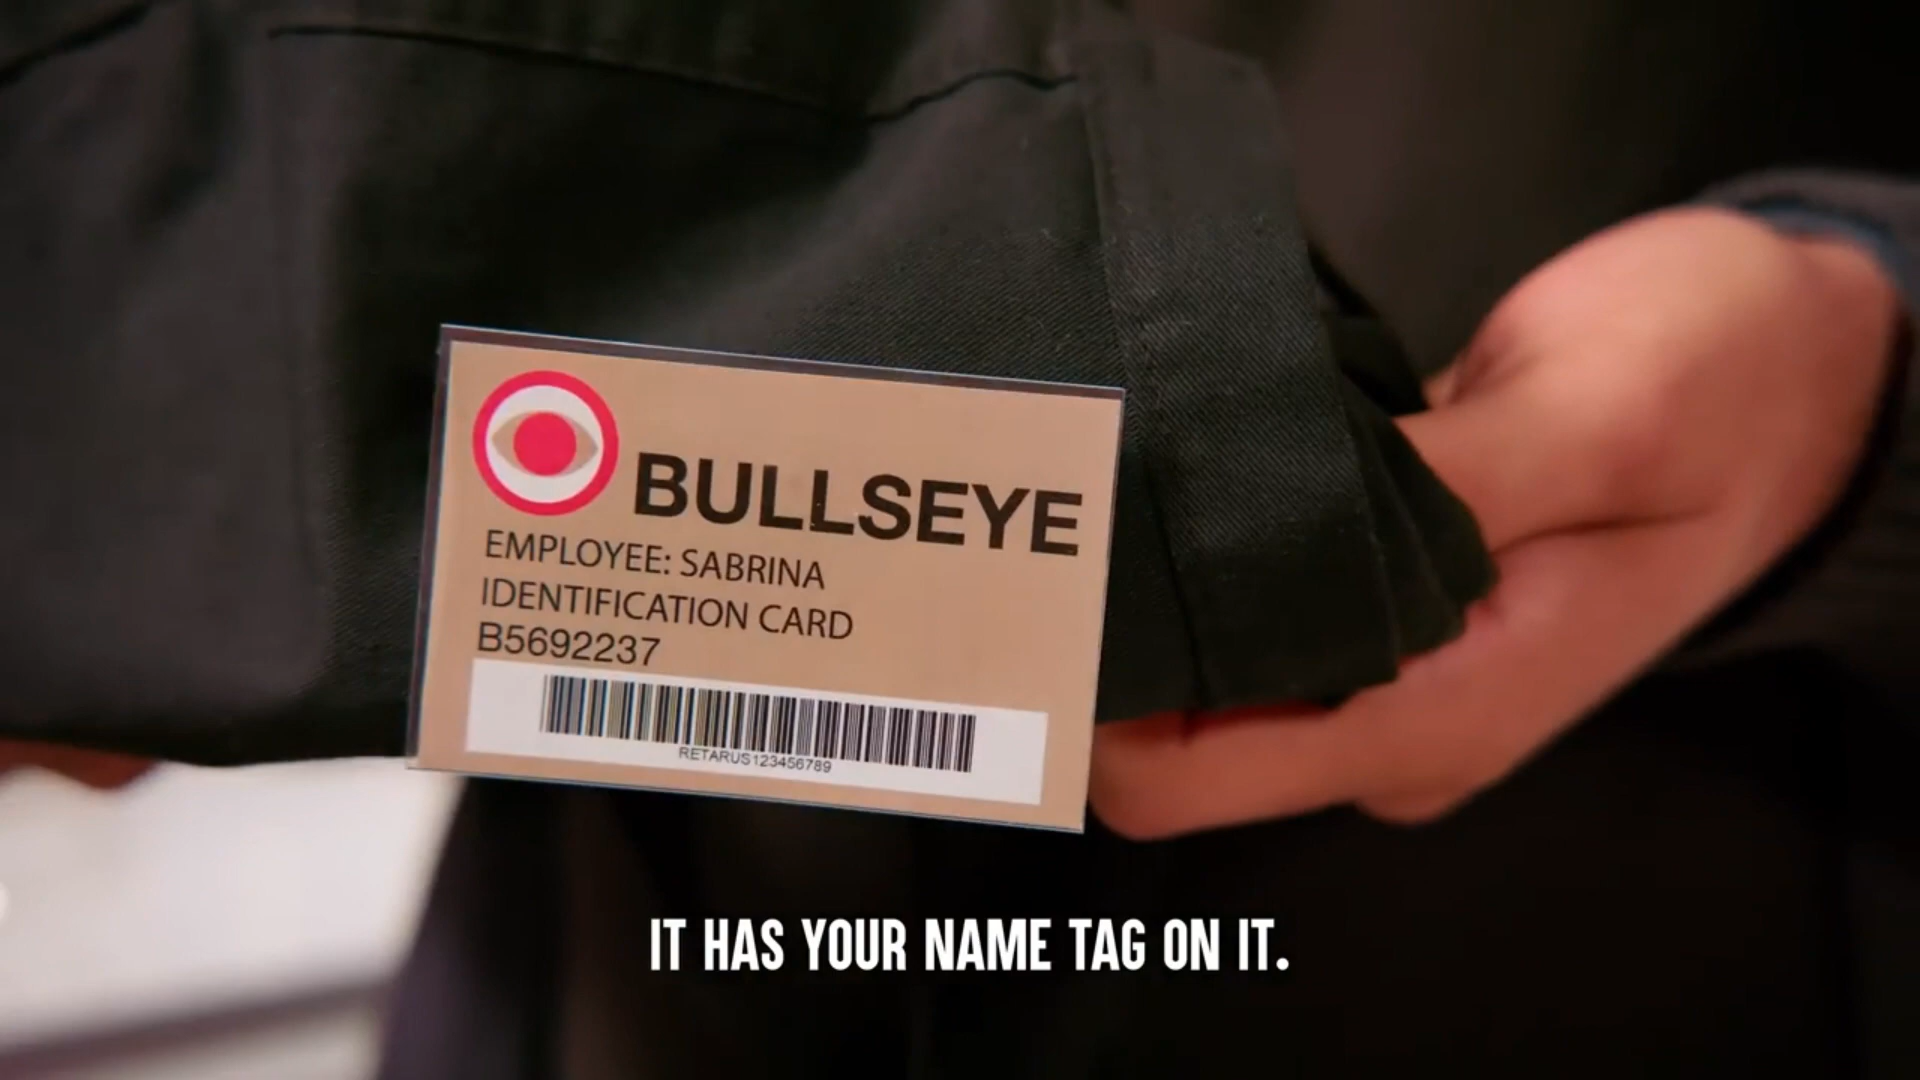 BULLSEYE
EMPLOYEE: SABRINA
IDENTIFICATION CARD
B5692237
RETARUS123456789
IT HAS YOUR NAME TAG ON IT.